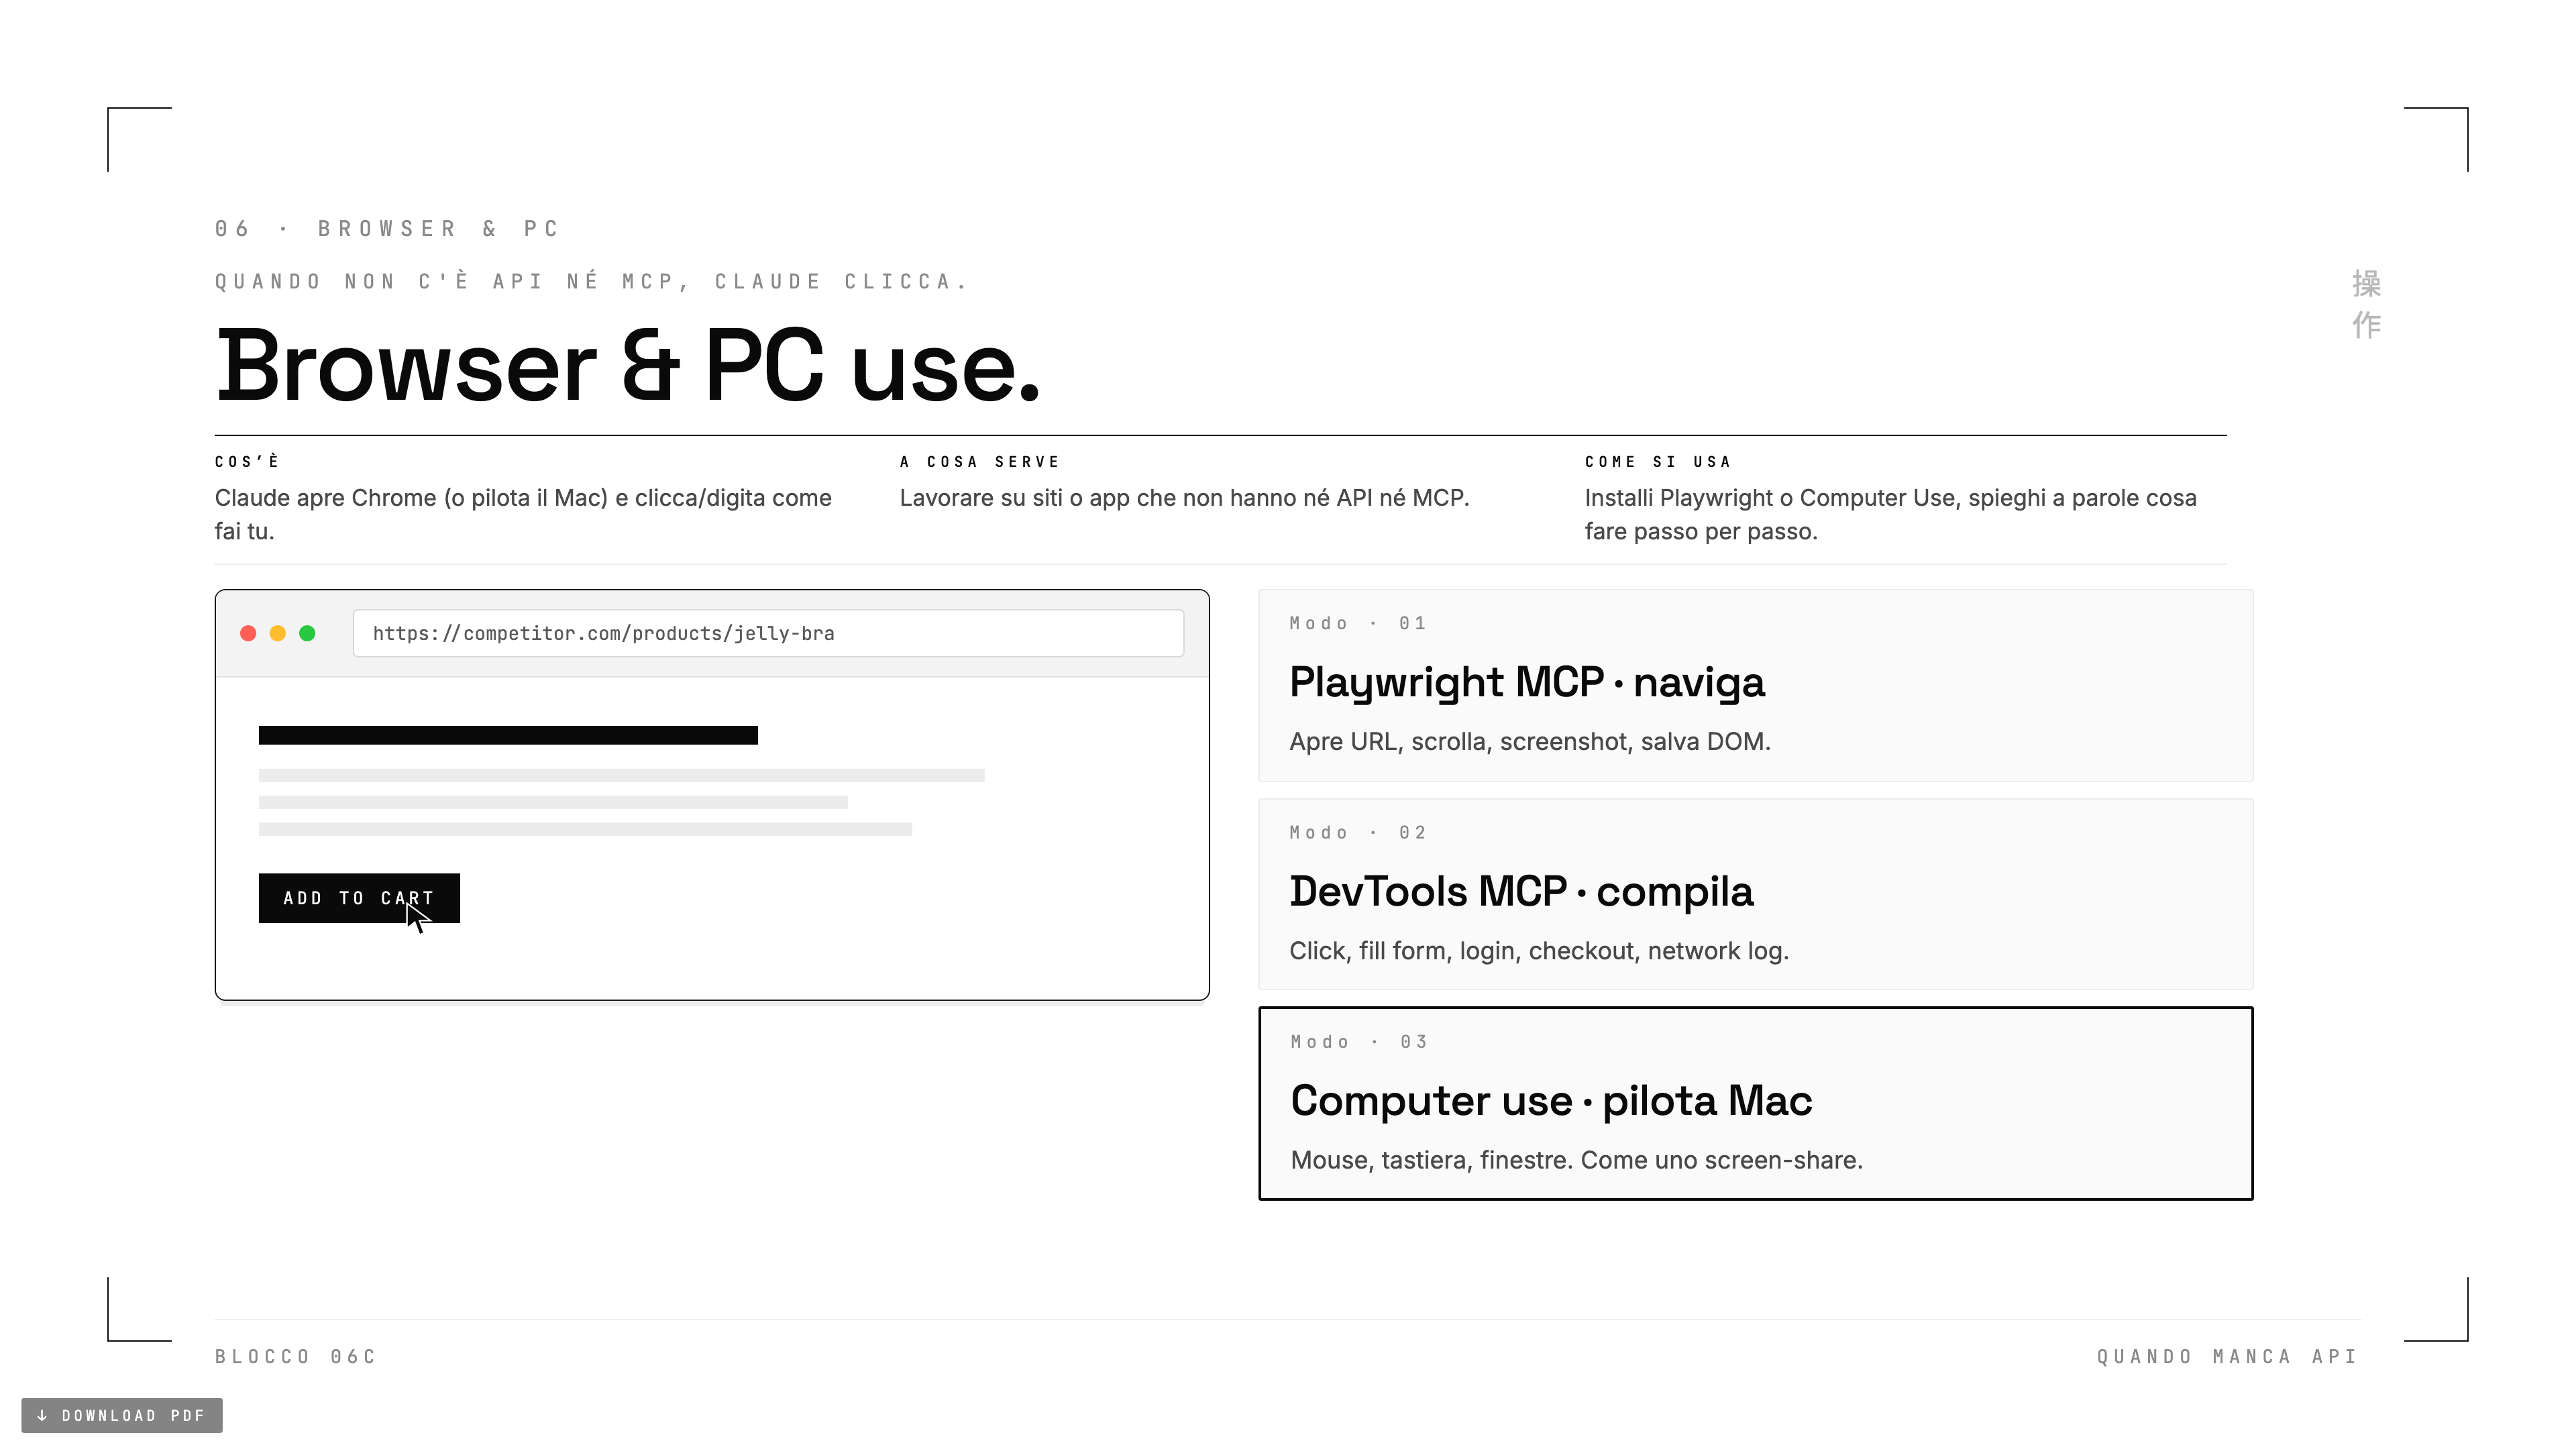 06 · BROWSER & PC
QUANDO NON C'È API NÉ MCP, CLAUDE CLICCA.
操作
Browser & PC use.
COS’È
Claude apre Chrome (o pilota il Mac) e clicca/digita come
fai tu.
A COSA SERVE
Lavorare su siti o app che non hanno né API né MCP.
COME SI USA
Installi Playwright o Computer Use, spieghi a parole cosa
fare passo per passo.
https://competitor.com/products/jelly-bra
ADD TO CART
Modo · 01
Playwright MCP · naviga
Apre URL, scrolla, screenshot, salva DOM.
Modo · 02
DevTools MCP · compila
Click, fill form, login, checkout, network log.
Modo · 03
Computer use · pilota Mac
Mouse, tastiera, finestre. Come uno screen-share.
BLOCCO 06C
QUANDO MANCA API
↓ DOWNLOAD PDF